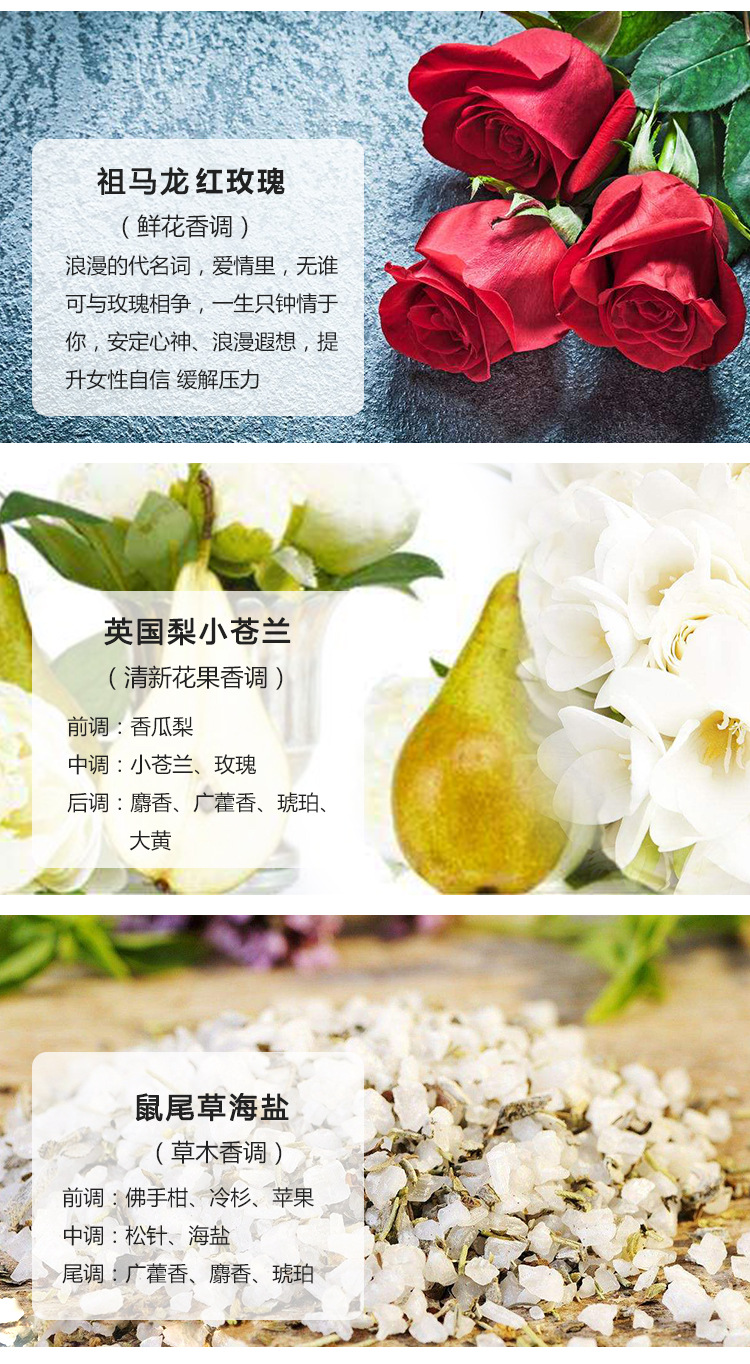 祖马龙 红玫瑰
（鲜花香调）
浪漫的代名词，爱情里，无谁
可与玫瑰相争，一生只钟情于
你，安定心神、浪漫遐想，提
升女性自信 缓解压力
英国梨小苍兰
（清新花果香调）
前调：香瓜梨
中调：小苍兰、玫瑰
后调：麝香、广藿香、琥珀、
大黄
鼠尾草海盐
（草木香调）
前调：佛手柑、冷杉、苹果
中调：松针、海盐
尾调：广藿香、麝香、琥珀